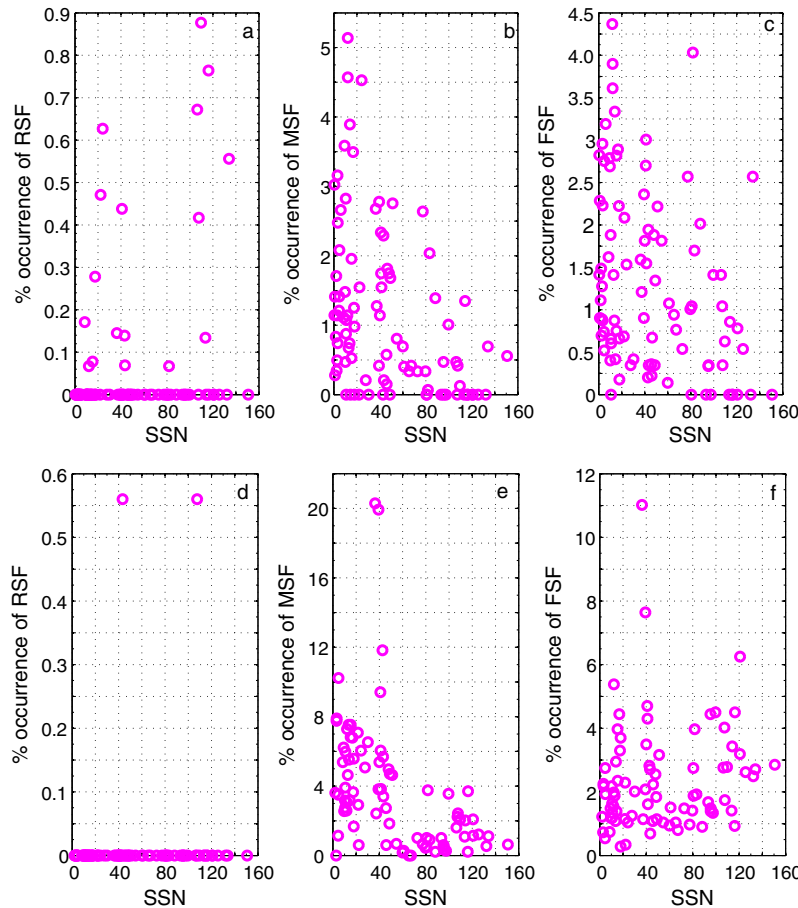 a
% occurrence of RSF
0.9
0.8
0.7
0.6
0.5
0.4
0.3
0.2
0.1
0
0 40 80 120 160
SSN
b
% occurrence of MSF
5
4
3
2
1
0
0 40 80 120 160
SSN
c
% occurrence of FSF
4.5
4
3.5
3
2.5
2
1.5
1
0.5
0
0 40 80 120 160
SSN
d
% occurrence of RSF
0.6
0.5
0.4
0.3
0.2
0.1
0
0 40 80 120 160
SSN
e
% occurrence of MSF
20
16
12
8
4
0
0 40 80 120 160
SSN
f
% occurrence of FSF
12
10
8
6
4
2
0
0 40 80 120 160
SSN